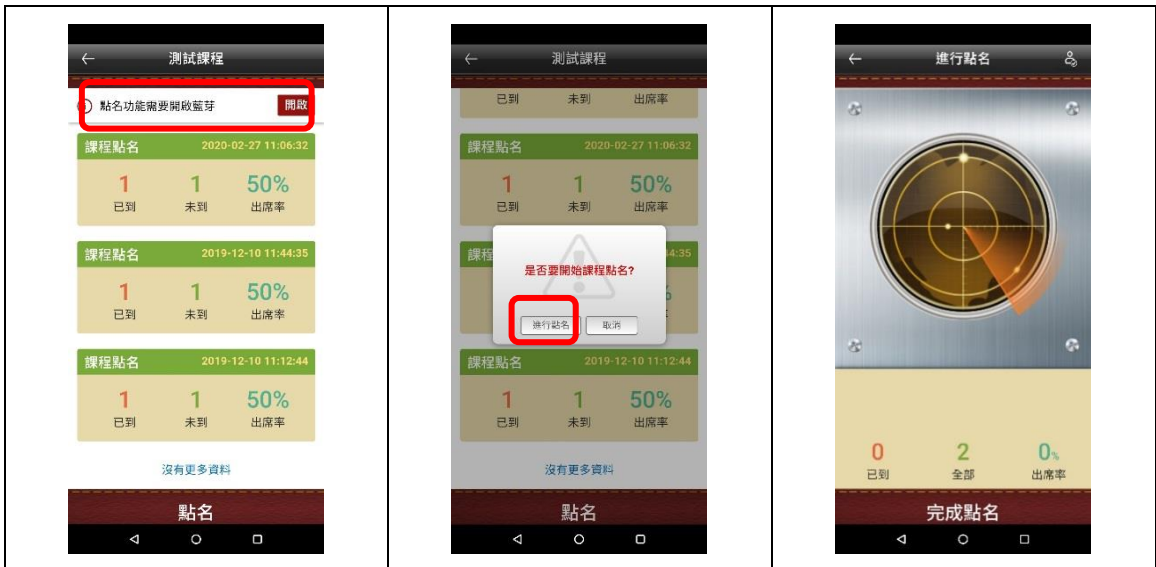 測試課程
點名功能需要開啟藍芽 開啟
課程點名 2020-02-27 11:06:32
1 1 50%
已到 未到 出席率
課程點名 2019-12-10 11:44:35
1 1 50%
已到 未到 出席率
課程點名 2019-12-10 11:12:44
1 1 50%
已到 未到 出席率
沒有更多資料
點名
測試課程
已到 未到 出席率
課程點名 2020-02-27 11:06:32
1 1 50%
已到 未到 出席率
課程 44:35
是否要開始課程點名?
進行點名 取消
課程點名 2019-12-10 11:12:44
1 1 50%
已到 未到 出席率
沒有更多資料
點名
進行點名
0 2 0%
已到 全部 出席率
完成點名